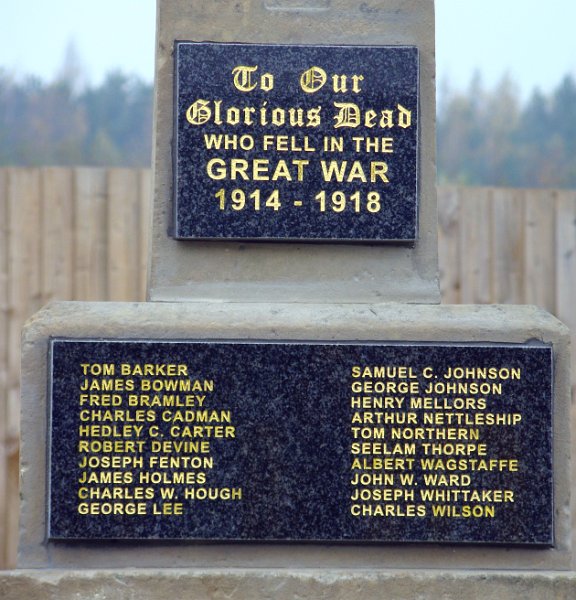 To Our
Glorious Dead
WHO FELL IN THE
GREAT WAR
1914 - 1918
TOM BARKER
JAMES BOWMAN
FRED BRAMLEY
CHARLES CADMAN
HEDLEY C. CARTER
ROBERT DEVINE
JOSEPH FENTON
JAMES HOLMES
CHARLES W. HOUGH
GEORGE LEE
SAMUEL C. JOHNSON
GEORGE JOHNSON
HENRY MELLORS
ARTHUR NETTLESHIP
TOM NORTHERN
SEELAM THORPE
ALBERT WAGSTAFFE
JOHN W. WARD
JOSEPH WHITTAKER
CHARLES WILSON